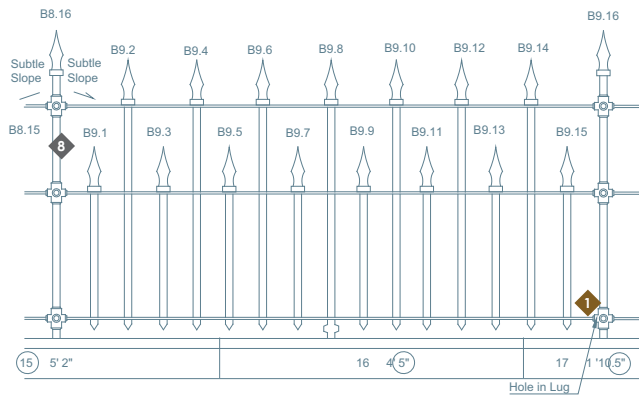 B8.16
B9.16
B9.2
B9.4
B9.6
B9.8
B9.10
B9.12
B9.14
Subtle Slope
Subtle Slope
B8.15
8
B9.1
B9.3
B9.5
B9.7
B9.9
B9.11
B9.13
B9.15
1
15 5' 2"
16 4' 5"
17 1 '10.5"
Hole in Lug